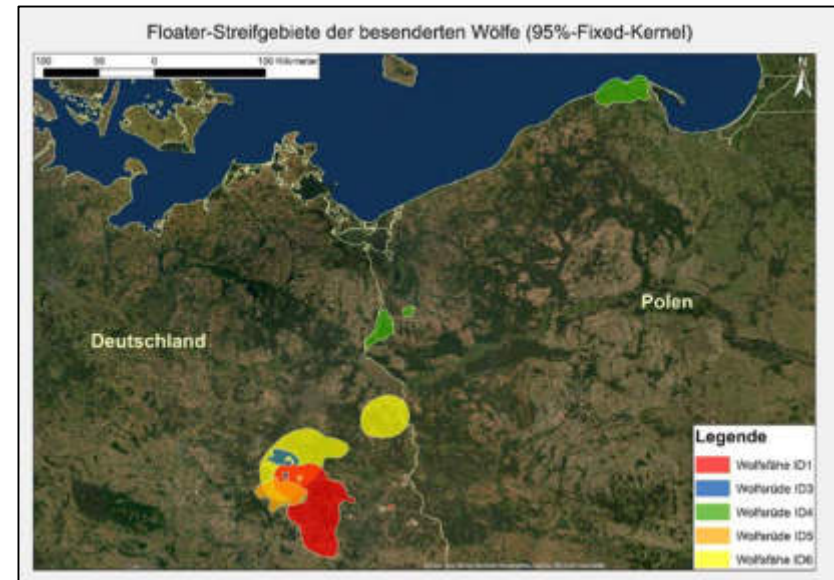 Floater-Streifgebiete der besenderten Wölfe (95%-Fixed-Kernel)
100 50 0 100 Kilometer
N
Polen
Deutschland
Legende
Wolfsfähe ID1
Wolfsrüde ID3
Wolfsrüde ID4
Wolfsrüde ID5
Wolfsfähe ID6